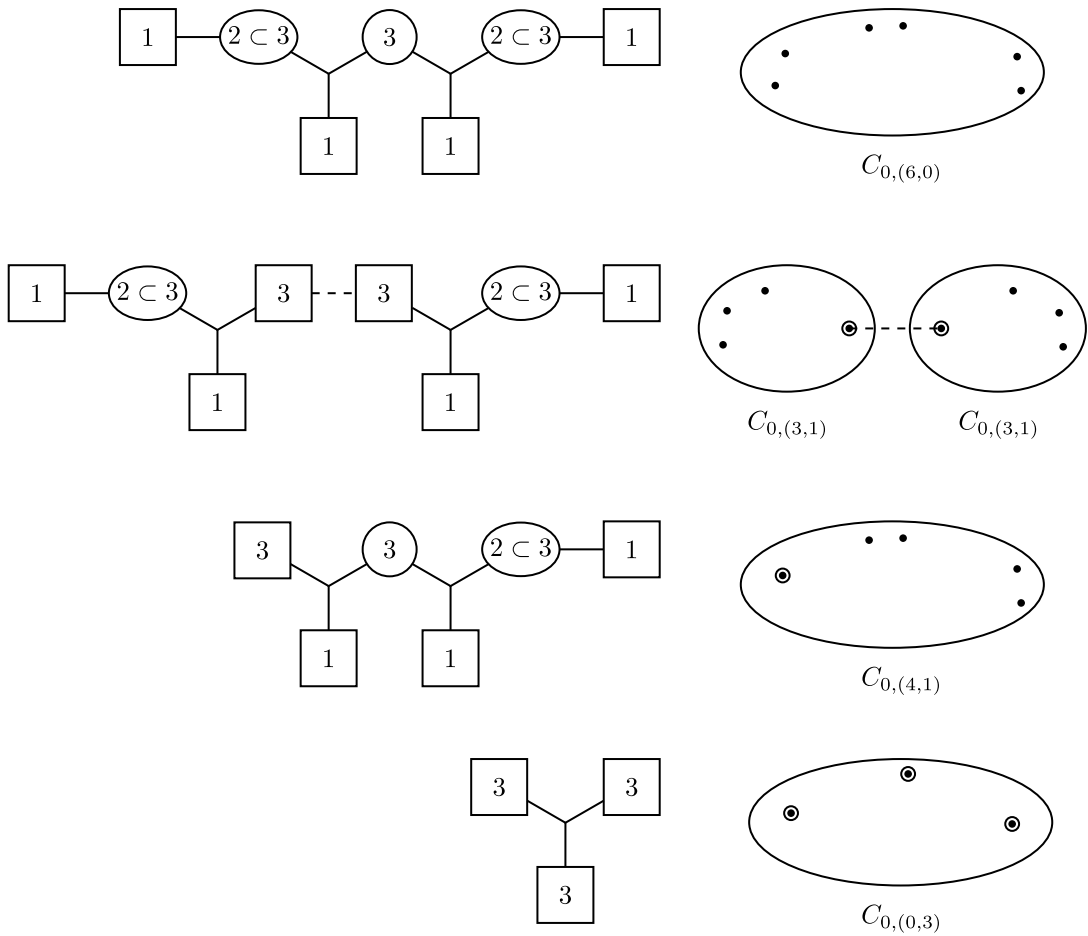 1 2 ⊂ 3 3 2 ⊂ 3 1
1 1
C_{0,(6,0)}
1 2 ⊂ 3 3 3 2 ⊂ 3 1
1 1
C_{0,(3,1)} C_{0,(3,1)}
3 3 2 ⊂ 3 1
1 1
C_{0,(4,1)}
3 3
3
C_{0,(0,3)}